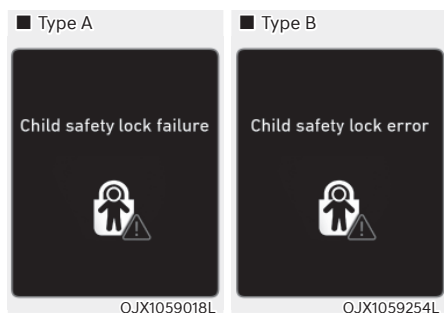 ■ Type A
Child safety lock failure
OJX1059018L
■ Type B
Child safety lock error
OJX1059254L